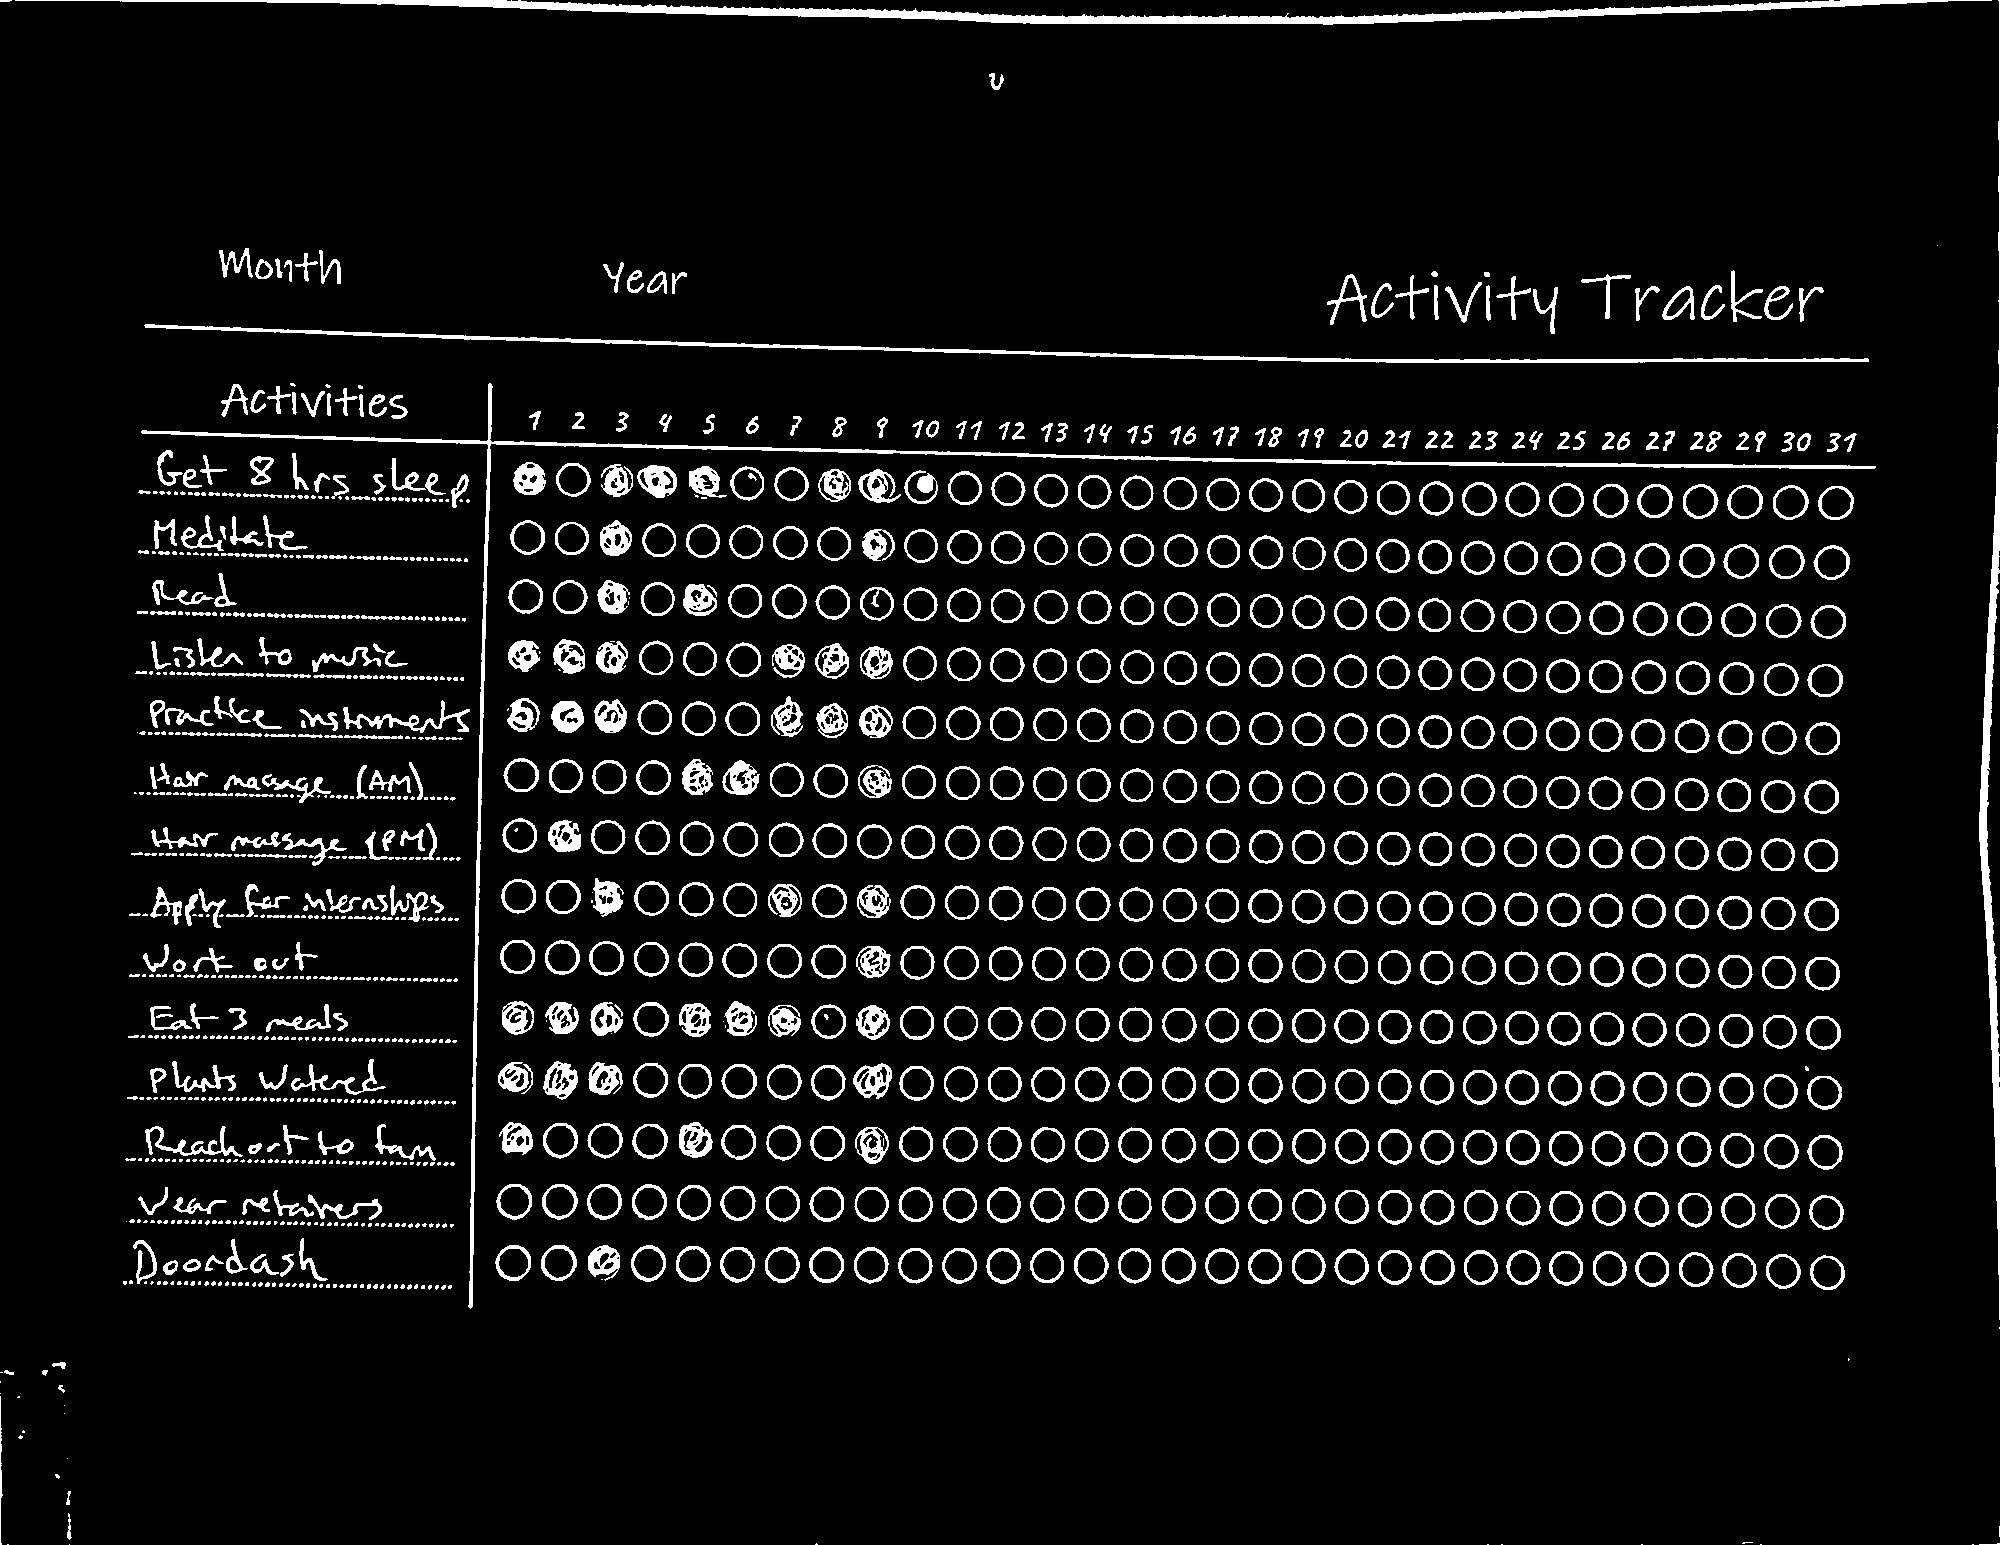 Month Year Activity Tracker
Activities 1 2 3 4 5 6 7 8 9 10 11 12 13 14 15 16 17 18 19 20 21 22 23 24 25 26 27 28 29 30 31
Get 8 hrs sleep
Meditate
Read
Listen to music
Practice instruments
Hair massage (AM)
Hair massage (PM)
Apply for internships
Work out
Eat 3 meals
Plants Watered
Reach out to fam
Wear retainers
Doordash